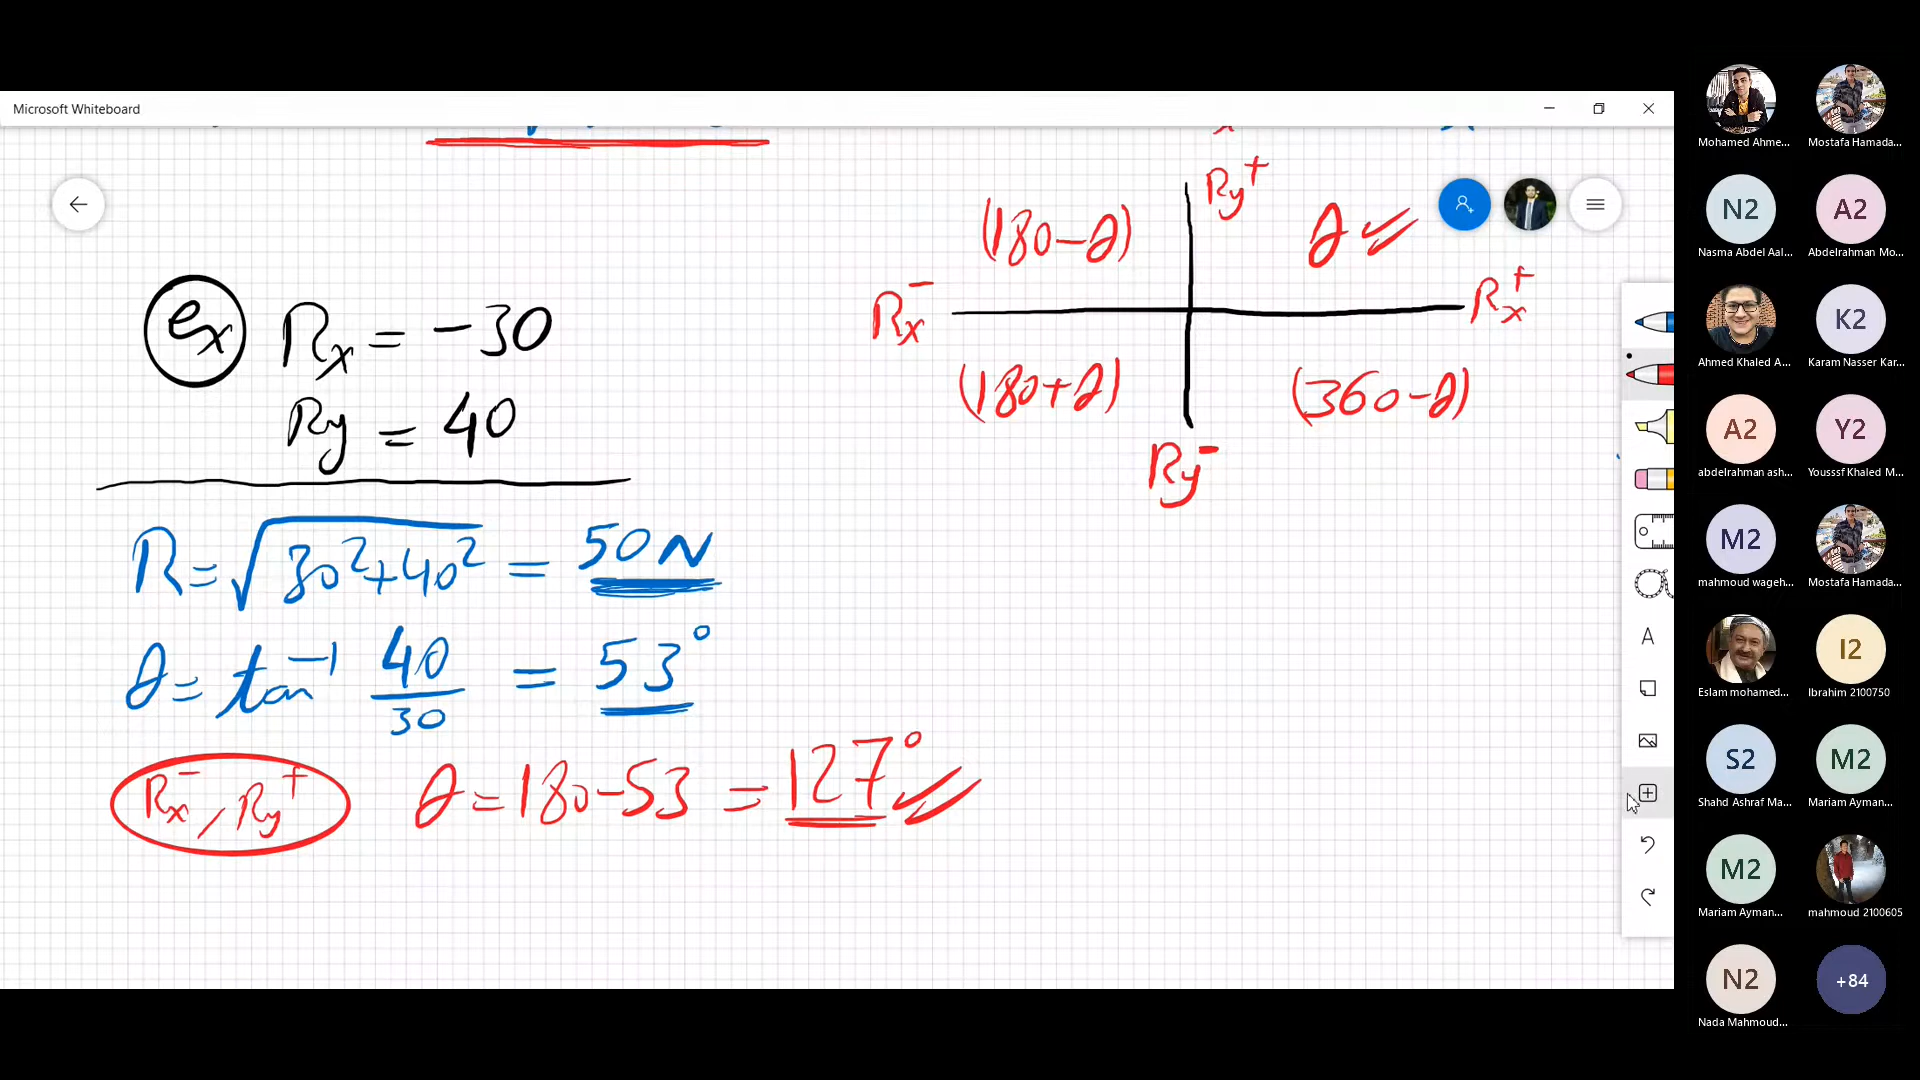 Microsoft Whiteboard
ex Rx = -30
Ry = 40
R = √30²+40² = 50N
θ = tan⁻¹ 40/30 = 53°
Rx⁻ / Ry⁺ θ = 180-53 = 127°
Ry⁺
(180-θ) θ
Rx⁻ Rx⁺
(180+θ) (360-θ)
Ry⁻
A
Mohamed Ahme... Mostafa Hamada...
N2 A2
Nasma Abdel Aal... Abdelrahman Mo...
K2
Ahmed Khaled A... Karam Nasser Kar...
A2 Y2
abdelrahman ash... Yousssf Khaled M...
M2
mahmoud wageh... Mostafa Hamada...
I2
Eslam mohamed... Ibrahim 2100750
S2 M2
Shahd Ashraf Ma... Mariam Ayman...
M2
Mariam Ayman... mahmoud 2100605
N2 +84
Nada Mahmoud...